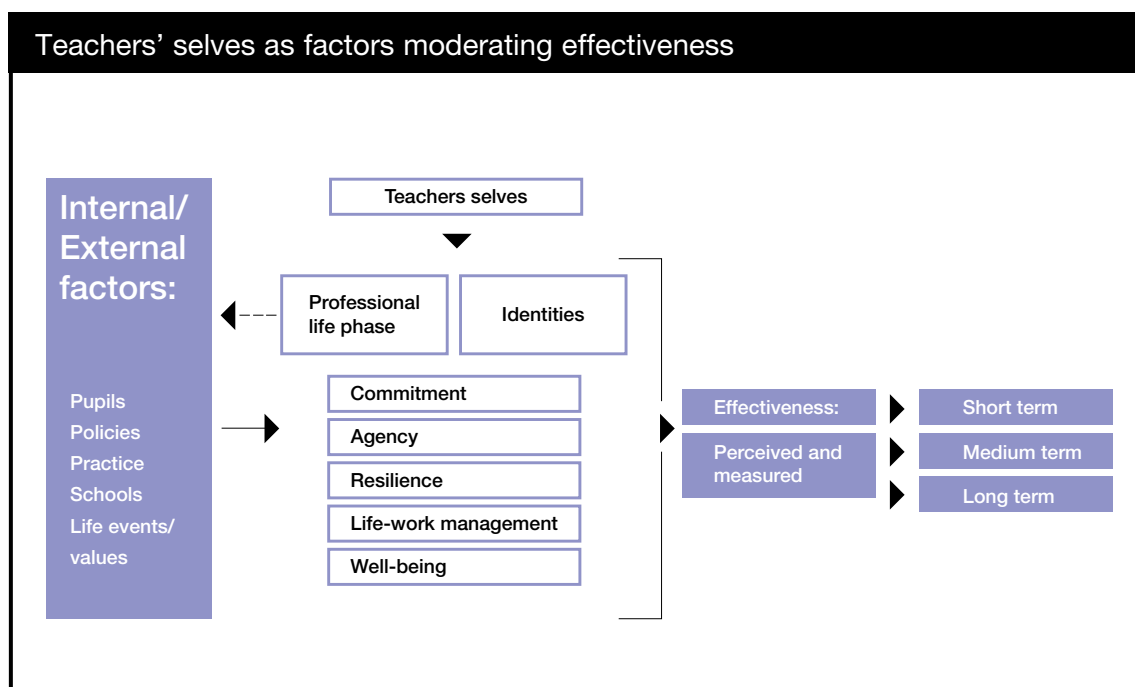 Teachers’ selves as factors moderating effectiveness
Internal/
External
factors:
Pupils
Policies
Practice
Schools
Life events/
values
Teachers selves
Professional
life phase
Identities
Commitment
Agency
Resilience
Life-work management
Well-being
Effectiveness:
Perceived and
measured
Short term
Medium term
Long term